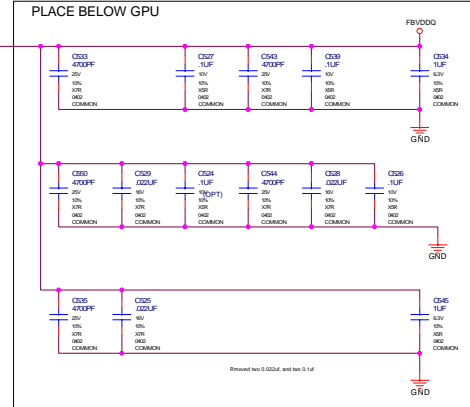 PLACE BELOW GPU
FBVDDQ
C533
4700PF
25V
10%
X7R
0402
COMMON
C527
.1UF
10V
10%
X5R
0402
COMMON
C543
4700PF
25V
10%
X7R
0402
COMMON
C539
.1UF
10V
10%
X5R
0402
COMMON
C534
1UF
6.3V
10%
X5R
0402
COMMON
GND
C550
4700PF
25V
10%
X7R
0402
COMMON
C529
.022UF
16V
10%
X7R
0402
COMMON
C524
.1UF
10V
(OPT)
10%
X5R
0402
COMMON
C544
4700PF
25V
10%
X7R
0402
COMMON
C528
.022UF
16V
10%
X7R
0402
COMMON
C526
.1UF
10V
10%
X5R
0402
COMMON
GND
C535
4700PF
25V
10%
X7R
0402
COMMON
C525
.022UF
16V
10%
X7R
0402
COMMON
C545
1UF
6.3V
10%
X5R
0402
COMMON
Rmoved two 0.022uf, and two 0.1uf
GND